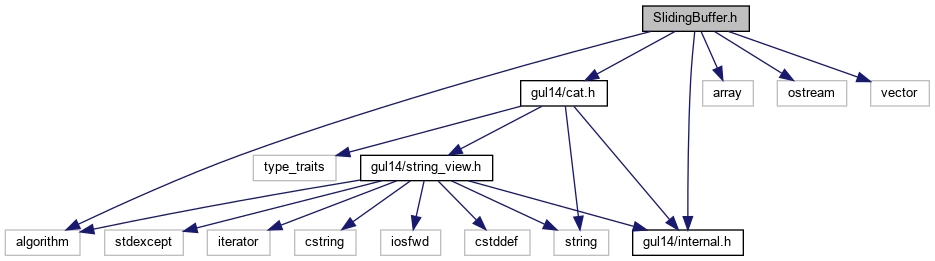 SlidingBuffer.h
gul14/cat.h
array
ostream
vector
type_traits
gul14/string_view.h
algorithm
stdexcept
iterator
cstring
iosfwd
cstddef
string
gul14/internal.h